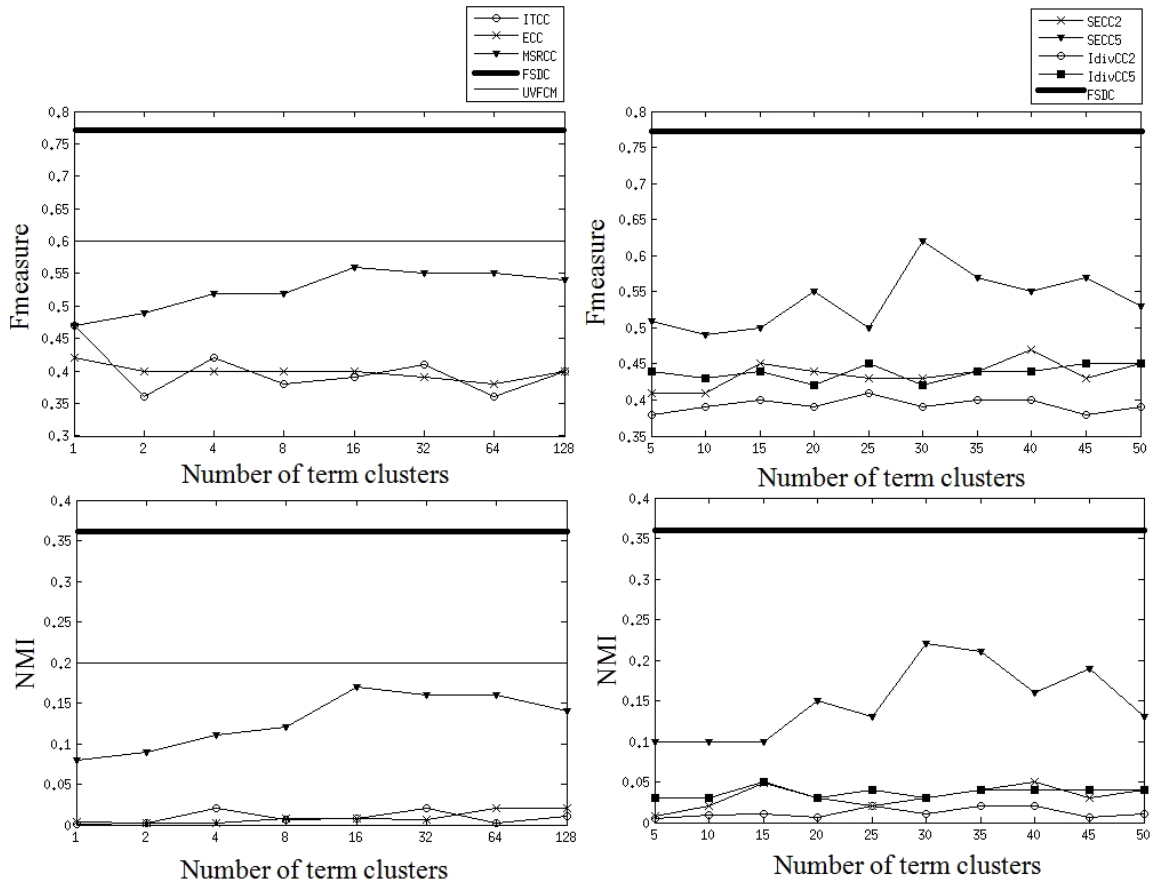 ITCC
ECC
MSRCC
FSDC
UVFCM
SECC2
SECC5
IdivCC2
IdivCC5
FSDC
0.8
0.75
0.7
0.65
0.6
0.55
0.5
0.45
0.4
0.35
0.3
Fmeasure
1 2 4 8 16 32 64 128
Number of term clusters
0.8
0.75
0.7
0.65
0.6
0.55
0.5
0.45
0.4
0.35
Fmeasure
5 10 15 20 25 30 35 40 45 50
Number of term clusters
0.4
0.35
0.3
0.25
0.2
0.15
0.1
0.05
0
NMI
1 2 4 8 16 32 64 128
Number of term clusters
0.4
0.35
0.3
0.25
0.2
0.15
0.1
0.05
0
NMI
5 10 15 20 25 30 35 40 45 50
Number of term clusters